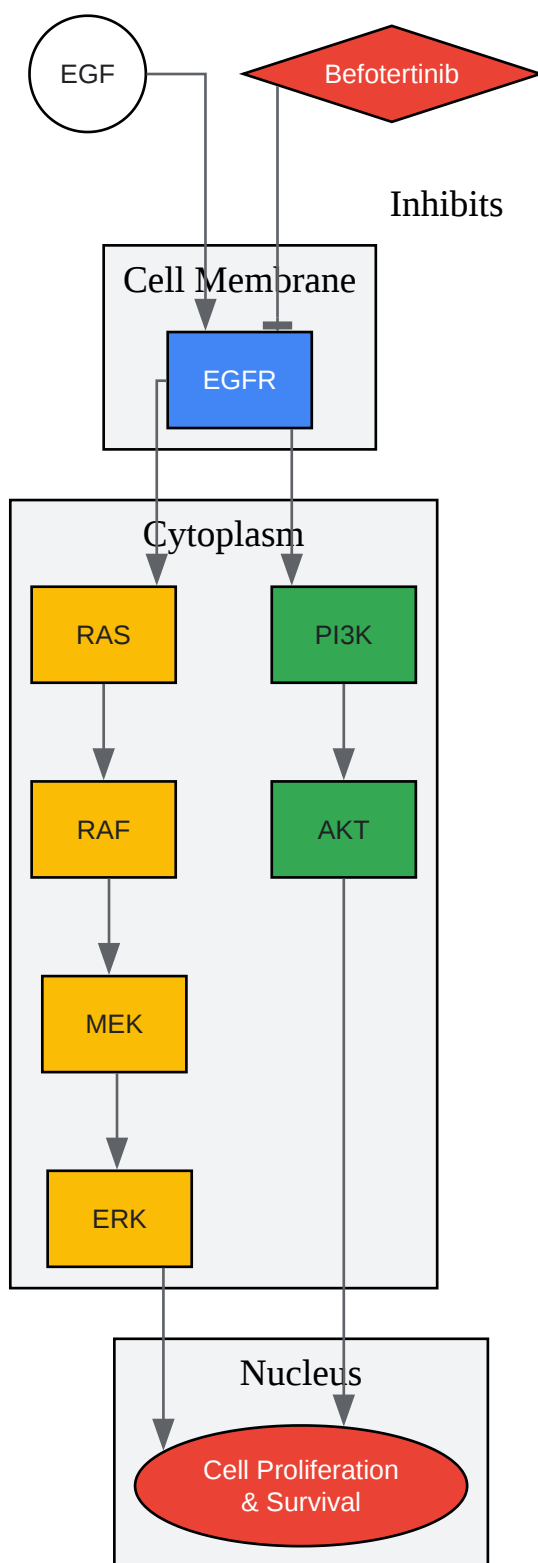 EGF
Befotertinib
Inhibits
Cell Membrane
EGFR
Cytoplasm
RAS
PI3K
RAF
AKT
MEK
ERK
Nucleus
Cell Proliferation
& Survival